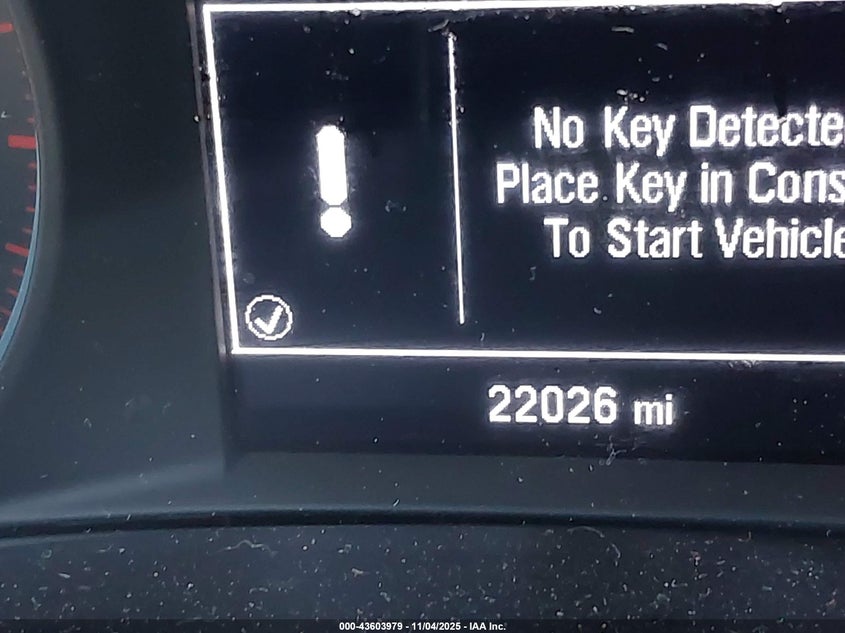 No Key Detecte
Place Key in Cons
To Start Vehicle
22026 mi
000-43603979 - 11/04/2025 - IAA Inc.